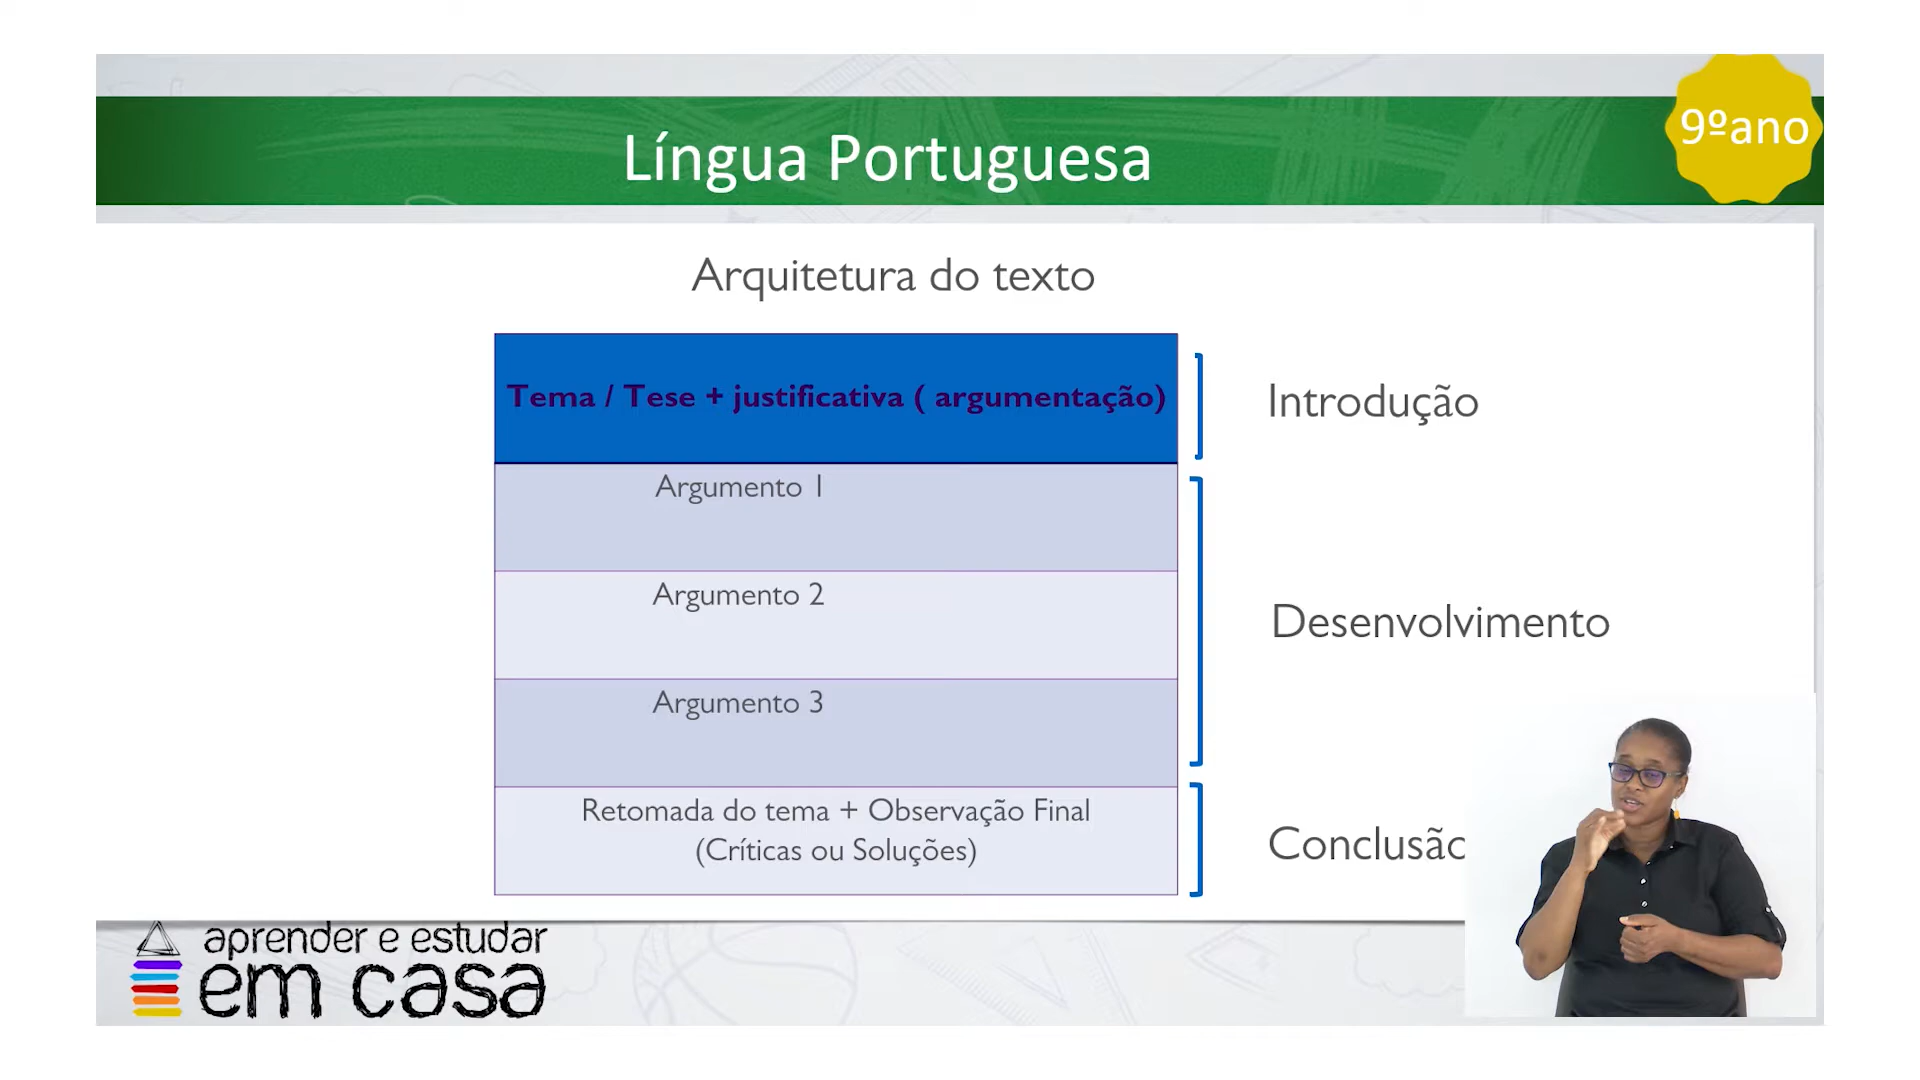 9ºano
Língua Portuguesa
Arquitetura do texto
Tema / Tese + justificativa ( argumentação)
Introdução
Argumento 1
Argumento 2
Desenvolvimento
Argumento 3
Retomada do tema + Observação Final
(Críticas ou Soluções)
Conclusão
aprender e estudar
em casa